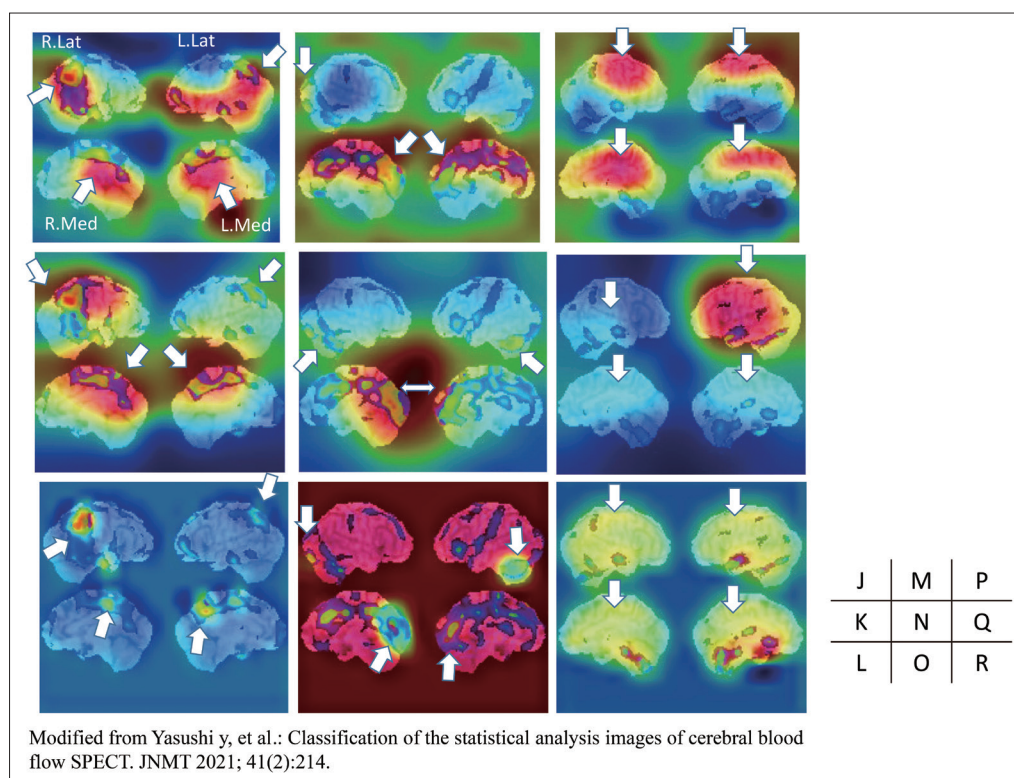 R.Lat L.Lat
R.Med L.Med
J M P
K N Q
L O R
Modified from Yasushi y, et al.: Classification of the statistical analysis images of cerebral blood
flow SPECT. JNMT 2021; 41(2):214.